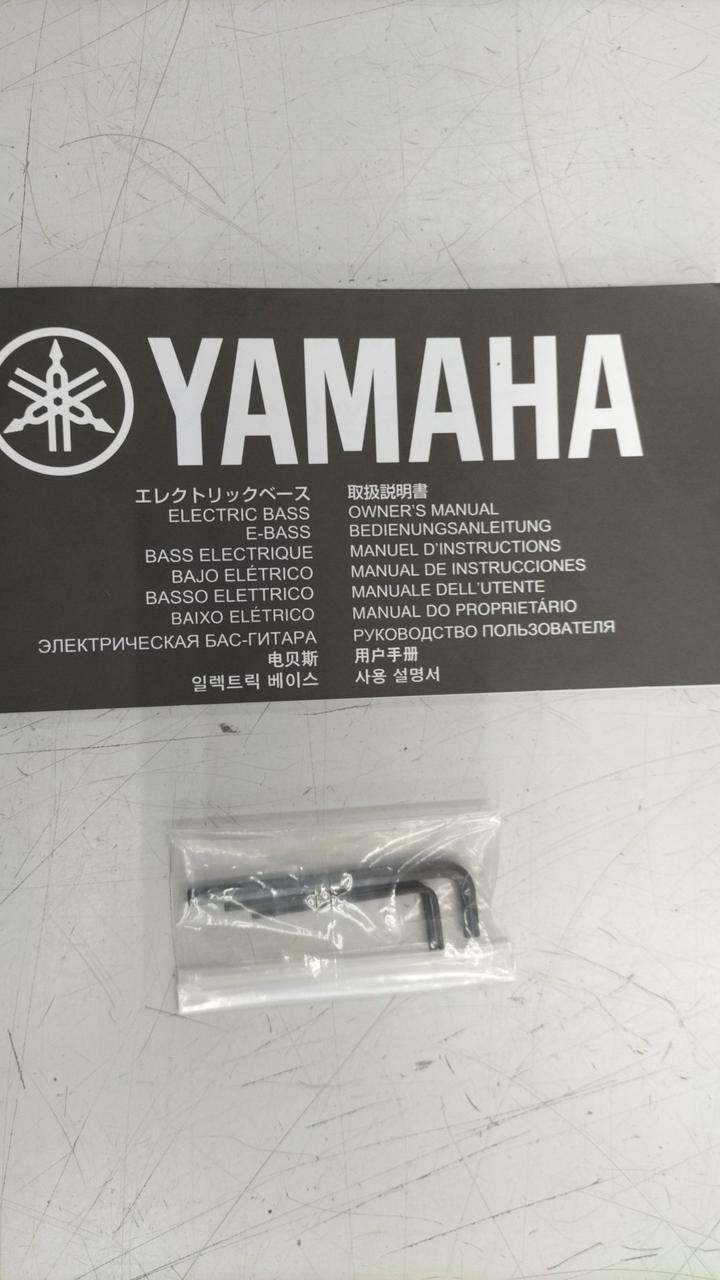 YAMAHA
エレクトリックベース 取扱説明書
ELECTRIC BASS OWNER'S MANUAL
E-BASS BEDIENUNGSANLEITUNG
BASS ELECTRIQUE MANUEL D'INSTRUCTIONS
BAJO ELÉTRICO MANUAL DE INSTRUCCIONES
BASSO ELETTRICO MANUALE DELL'UTENTE
BAIXO ELÉTRICO MANUAL DO PROPRIETÁRIO
ЭЛЕКТРИЧЕСКАЯ БАС-ГИТАРА РУКОВОДСТВО ПОЛЬЗОВАТЕЛЯ
电贝斯 用户手册
일렉트릭 베이스 사용 설명서